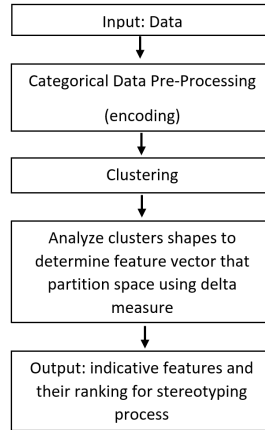 Input: Data
Categorical Data Pre-Processing
(encoding)
Clustering
Analyze clusters shapes to
determine feature vector that
partition space using delta
measure
Output: indicative features and
their ranking for stereotyping
process